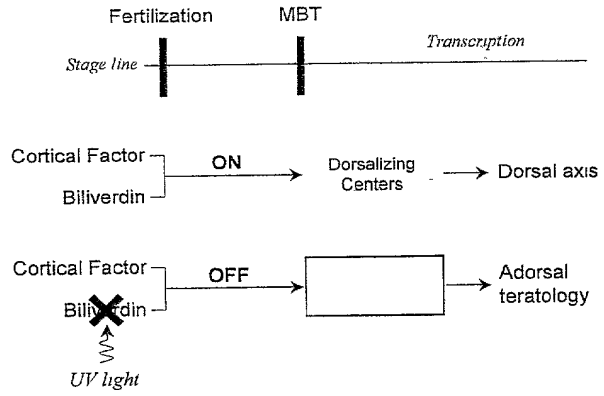 Fertilization
MBT
Transcription
Stage line
Cortical Factor
ON
Dorsalizing
Centers
Dorsal axis
Biliverdin
Cortical Factor
OFF
Adorsal
teratology
Biliverdin
UV light